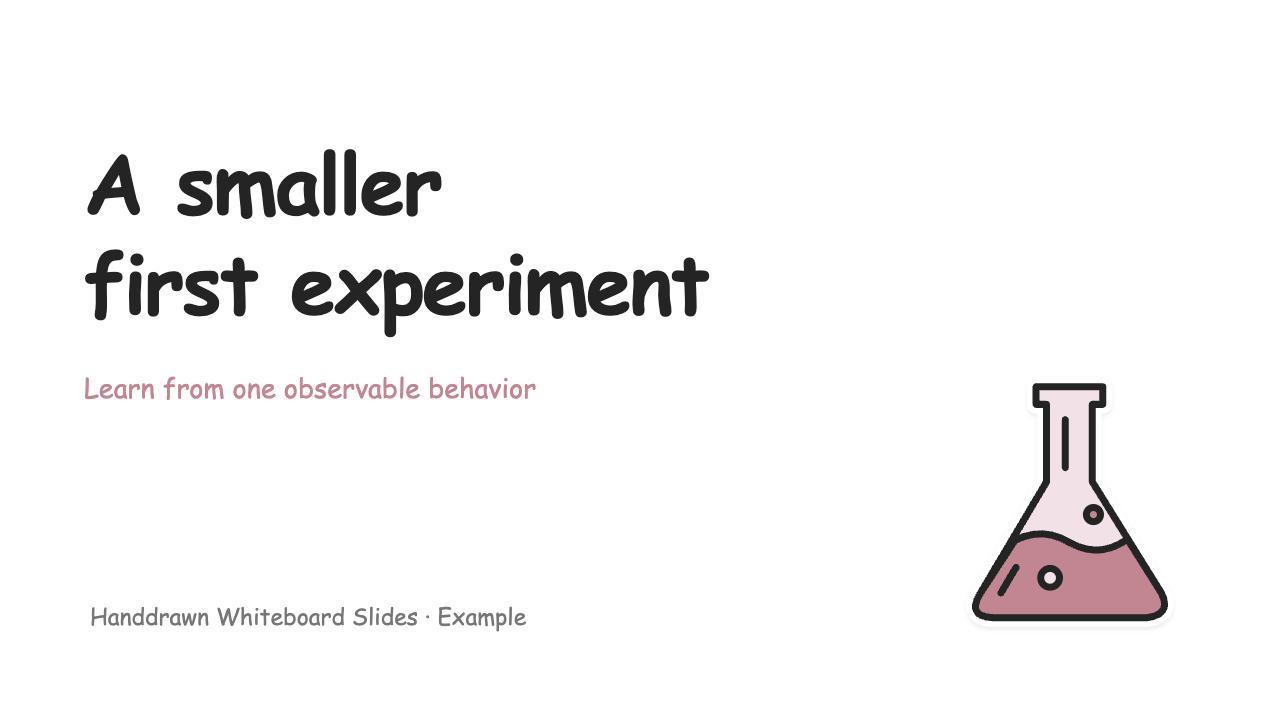 A smaller
first experiment
Learn from one observable behavior
Handdrawn Whiteboard Slides · Example